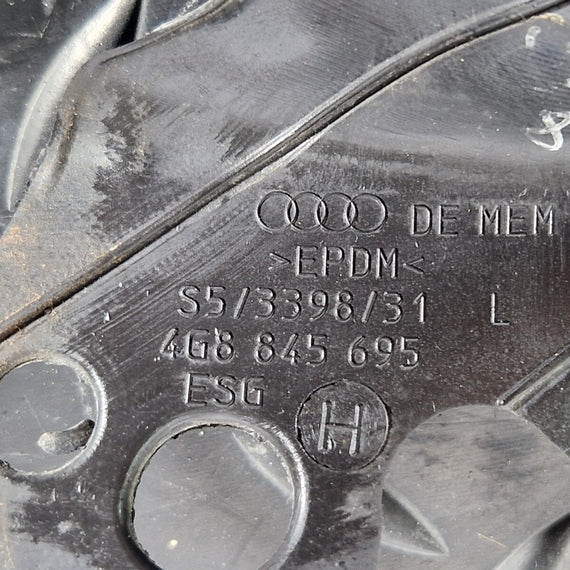 DE MEM
>EPDM<
S5/3398/31 L
4G8 845 695
ESG H